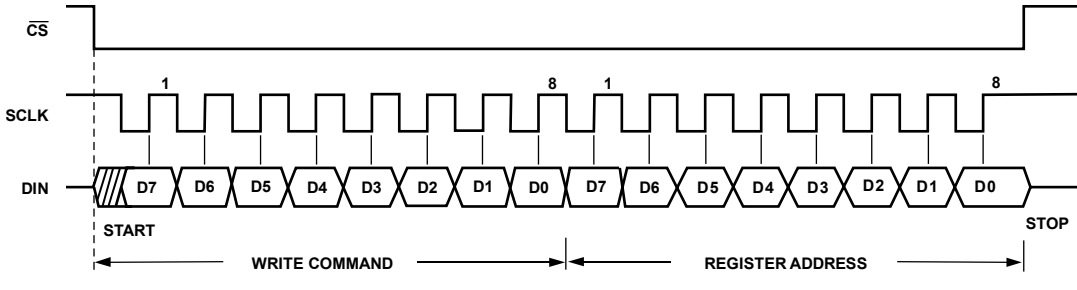 CS
1 8 1 8
SCLK
DIN D7 D6 D5 D4 D3 D2 D1 D0 D7 D6 D5 D4 D3 D2 D1 D0
START STOP
WRITE COMMAND REGISTER ADDRESS